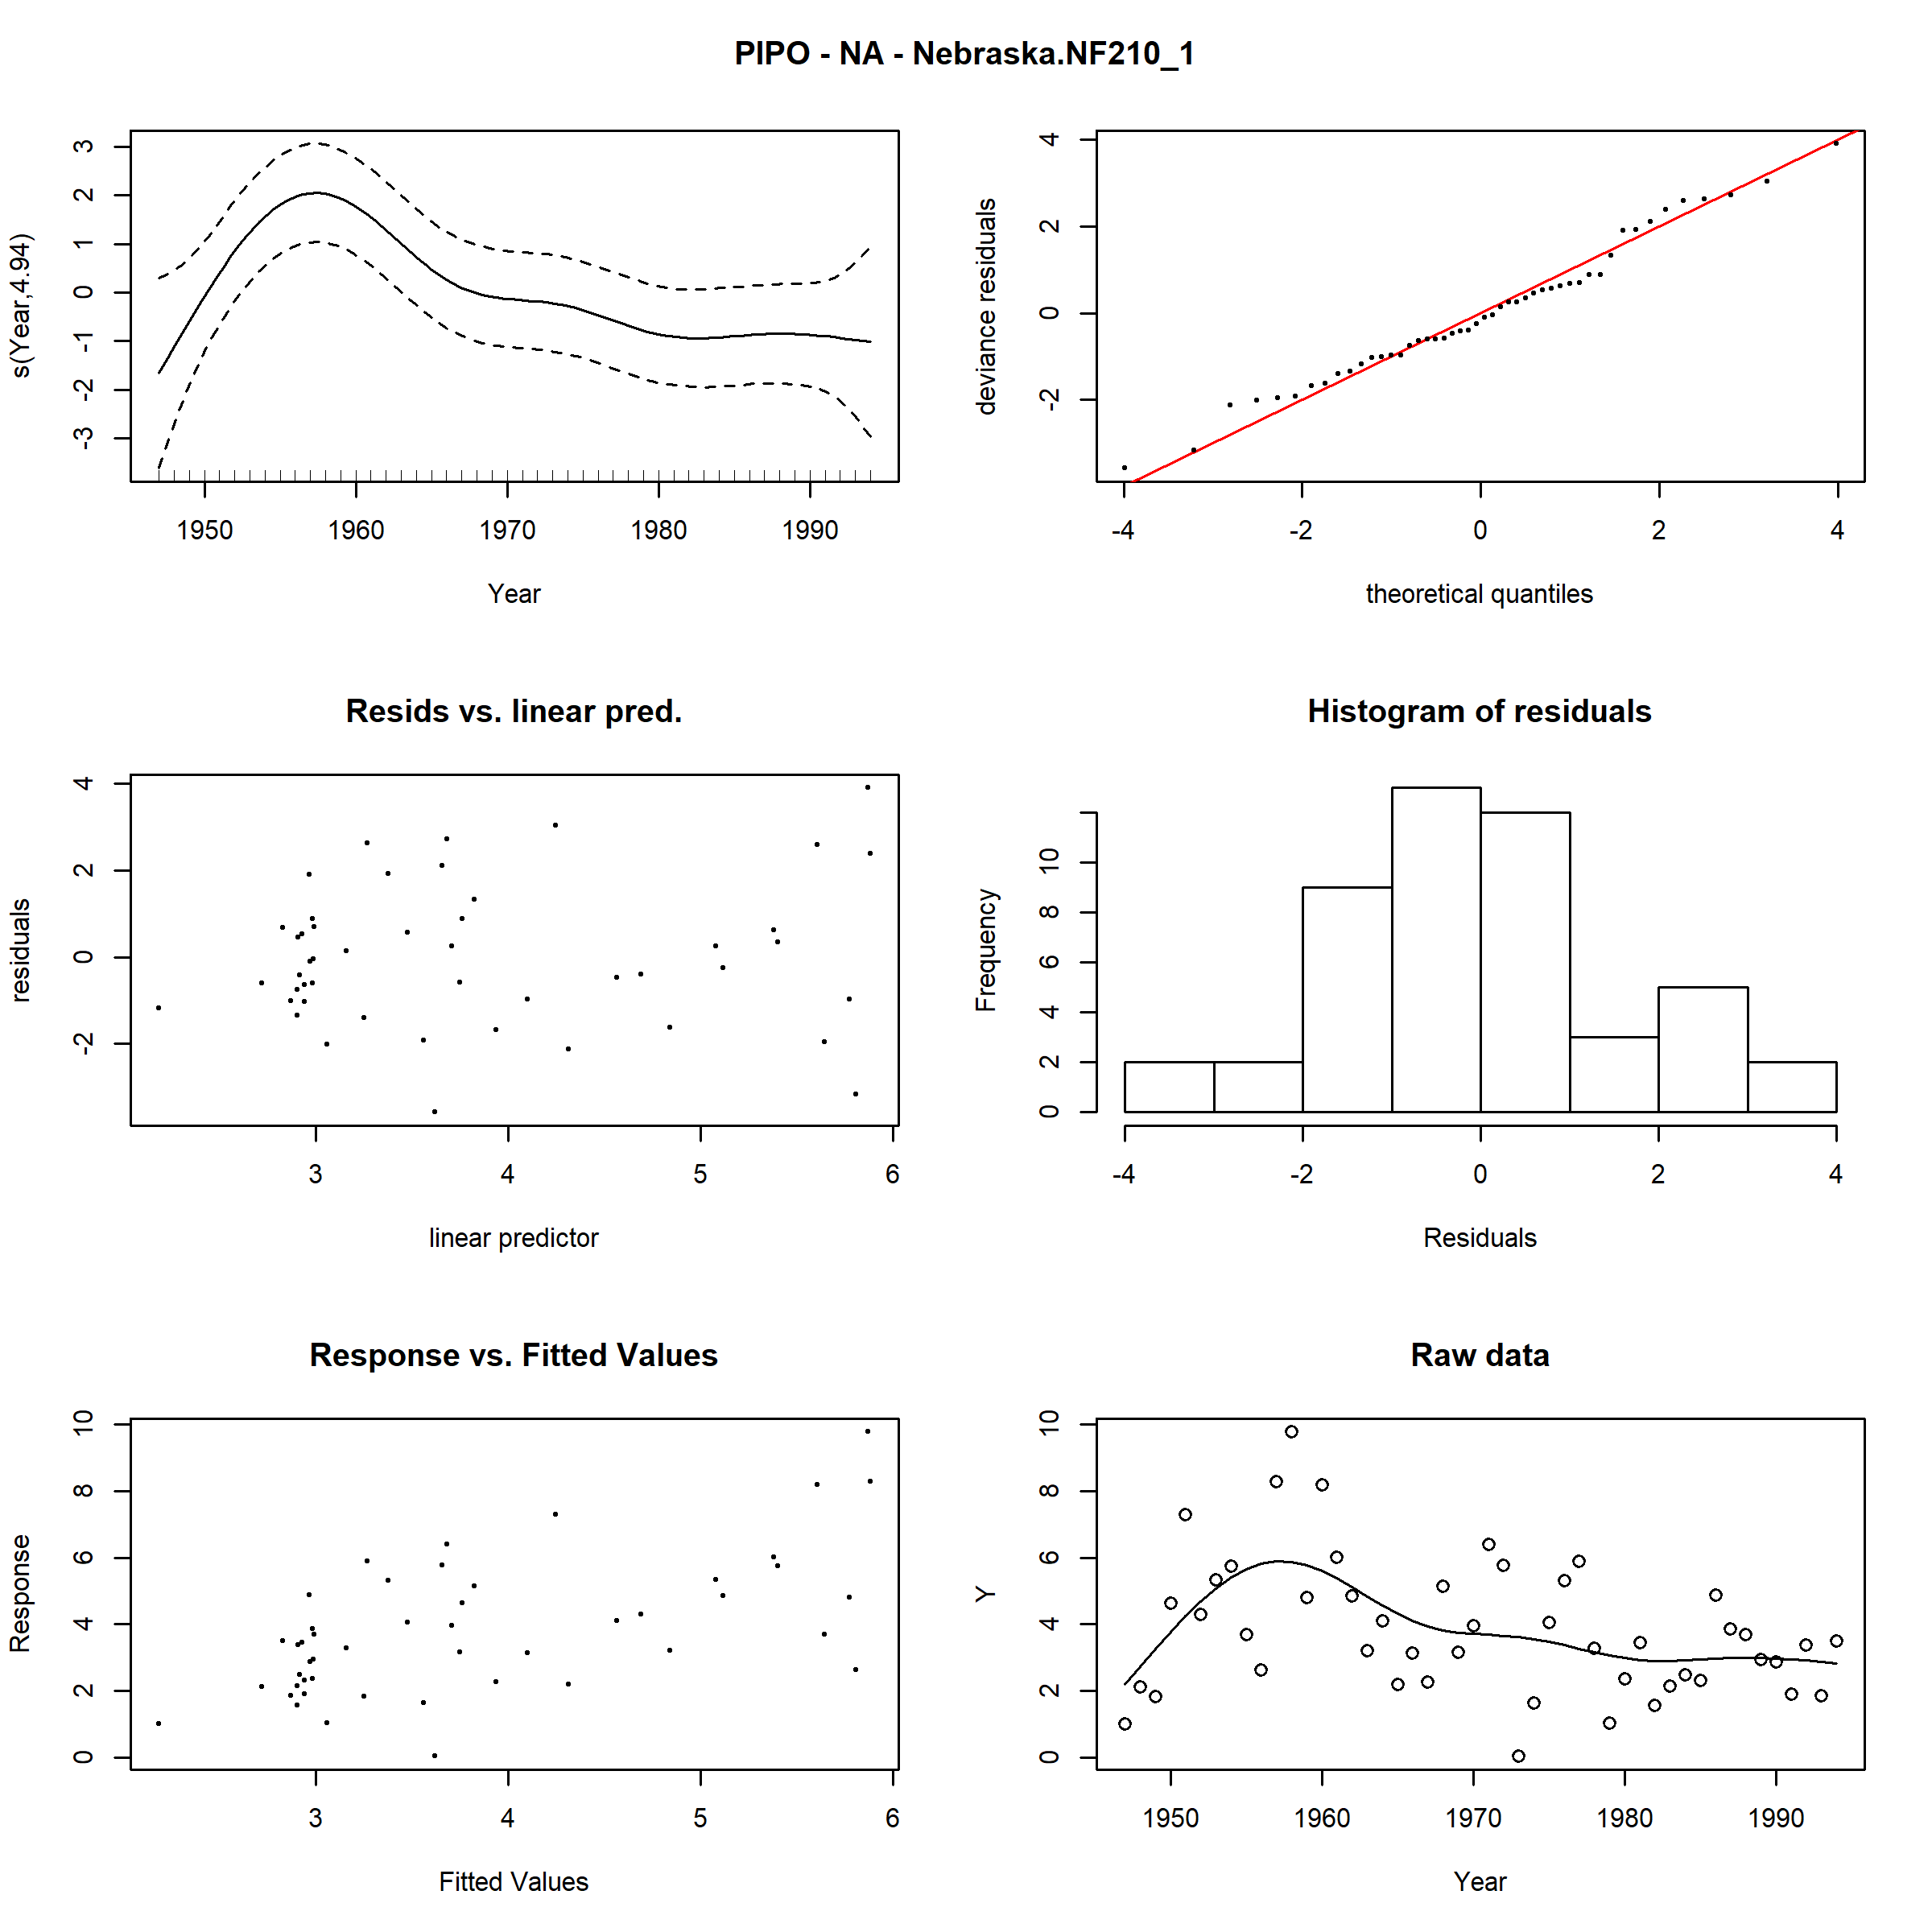 PIPO - NA - Nebraska.NF210_1
s(Year,4.94)
3
2
1
0
-1
-2
-3
1950 1960 1970 1980 1990
Year
deviance residuals
4
2
0
-2
-4 -2 0 2 4
theoretical quantiles
Resids vs. linear pred.
residuals
4
2
0
-2
3 4 5 6
linear predictor
Histogram of residuals
Frequency
10
8
6
4
2
0
-4 -2 0 2 4
Residuals
Response vs. Fitted Values
Response
10
8
6
4
2
0
3 4 5 6
Fitted Values
Raw data
Y
10
8
6
4
2
0
1950 1960 1970 1980 1990
Year